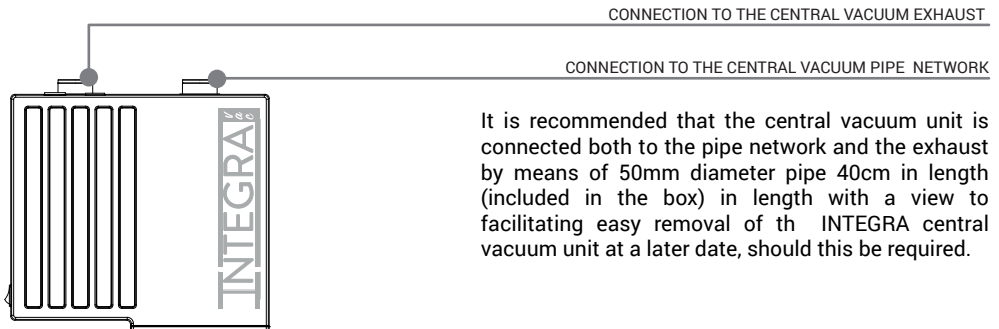 CONNECTION TO THE CENTRAL VACUUM EXHAUST
CONNECTION TO THE CENTRAL VACUUM PIPE NETWORK
INTEGRA vac
It is recommended that the central vacuum unit is
connected both to the pipe network and the exhaust
by means of 50mm diameter pipe 40cm in length
(included in the box) in length with a view to
facilitating easy removal of th INTEGRA central
vacuum unit at a later date, should this be required.